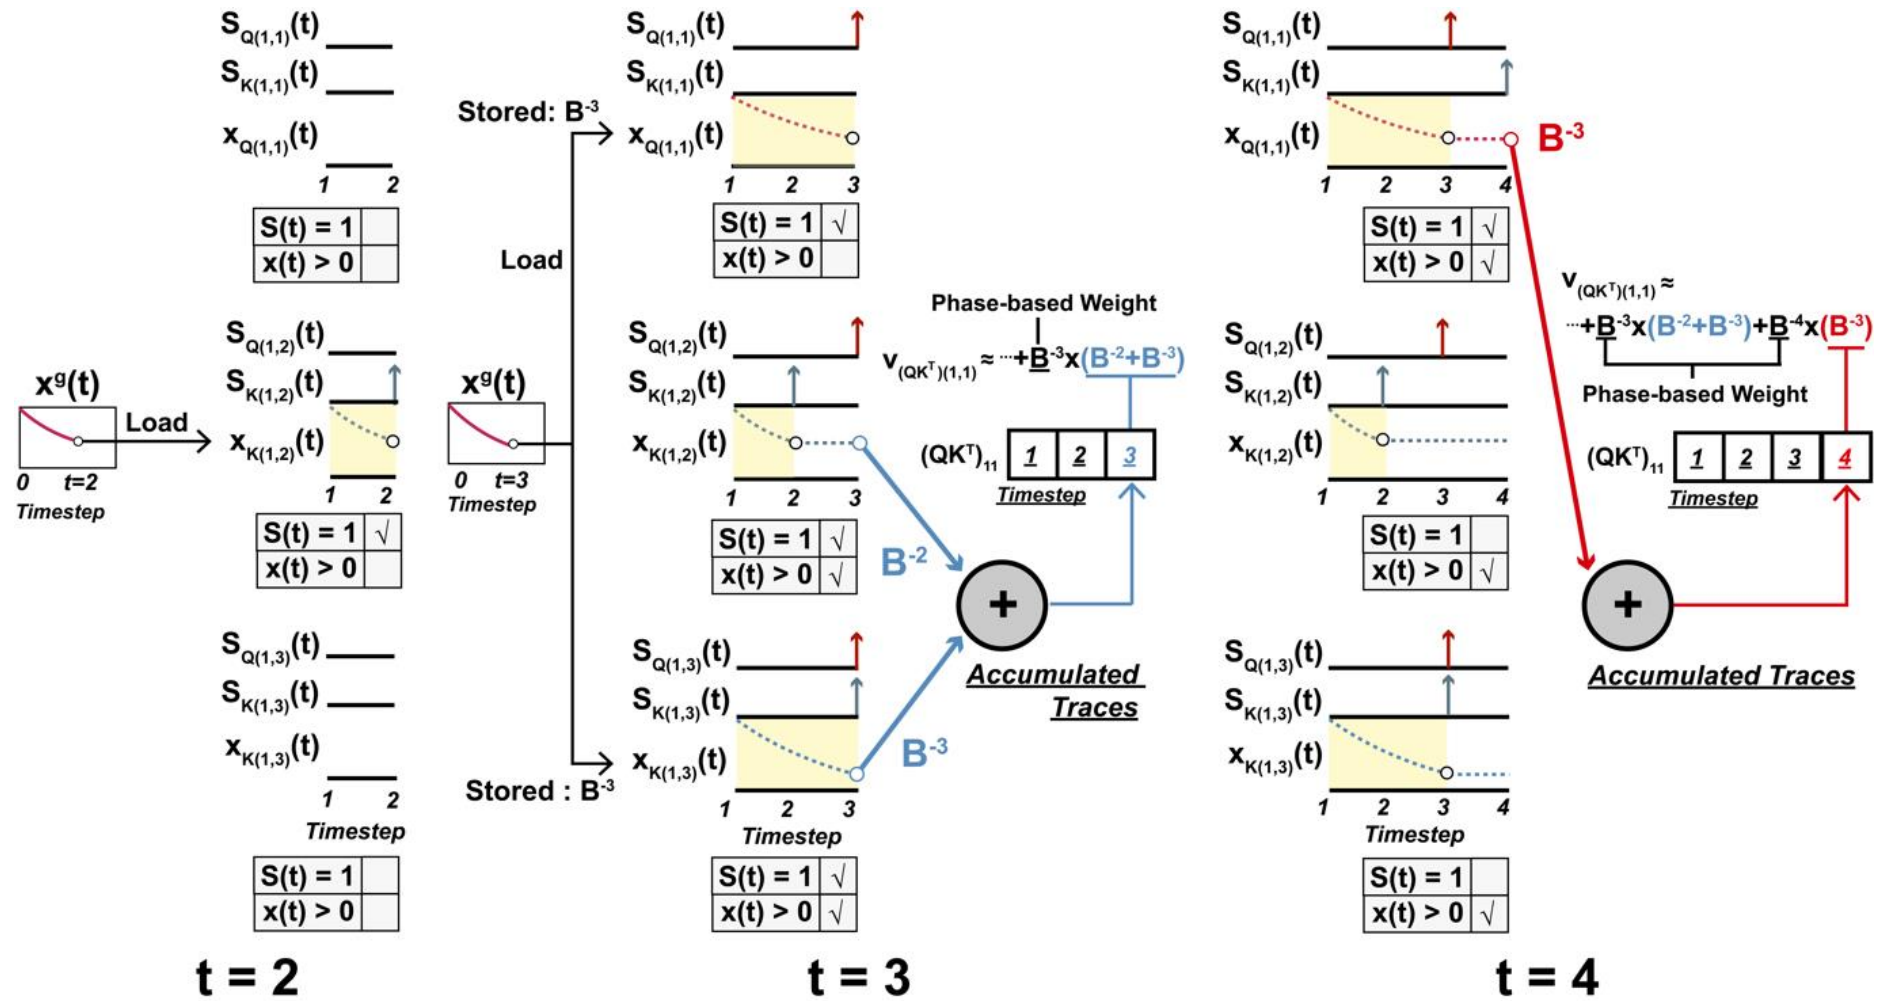 S_Q(1,1)(t)
S_K(1,1)(t)
x_Q(1,1)(t)
1 2
S(t) = 1
x(t) > 0
x^g(t)
0 t=2
Timestep
Load
S_Q(1,2)(t)
S_K(1,2)(t)
x_K(1,2)(t)
1 2
S(t) = 1 √
x(t) > 0
S_Q(1,3)(t)
S_K(1,3)(t)
x_K(1,3)(t)
1 2
Timestep
S(t) = 1
x(t) > 0
t = 2
x^g(t)
0 t=3
Timestep
Stored: B^-3
Load
Stored : B^-3
S_Q(1,1)(t)
S_K(1,1)(t)
x_Q(1,1)(t)
1 2 3
S(t) = 1 √
x(t) > 0
S_Q(1,2)(t)
S_K(1,2)(t)
x_K(1,2)(t)
1 2 3
S(t) = 1 √
x(t) > 0 √
S_Q(1,3)(t)
S_K(1,3)(t)
x_K(1,3)(t)
1 2 3
Timestep
S(t) = 1 √
x(t) > 0 √
B^-2
B^-3
+
Accumulated
Traces
Phase-based Weight
v_(QK^T)(1,1) ≈ ···+B^-3x(B^-2+B^-3)
(QK^T)_11 1 2 3
Timestep
t = 3
S_Q(1,1)(t)
S_K(1,1)(t)
x_Q(1,1)(t)
1 2 3 4
S(t) = 1 √
x(t) > 0 √
S_Q(1,2)(t)
S_K(1,2)(t)
x_K(1,2)(t)
1 2 3 4
S(t) = 1
x(t) > 0 √
S_Q(1,3)(t)
S_K(1,3)(t)
x_K(1,3)(t)
1 2 3 4
Timestep
S(t) = 1
x(t) > 0 √
B^-3
v_(QK^T)(1,1) ≈
···+B^-3x(B^-2+B^-3)+B^-4x(B^-3)
Phase-based Weight
(QK^T)_11 1 2 3 4
Timestep
+
Accumulated Traces
t = 4